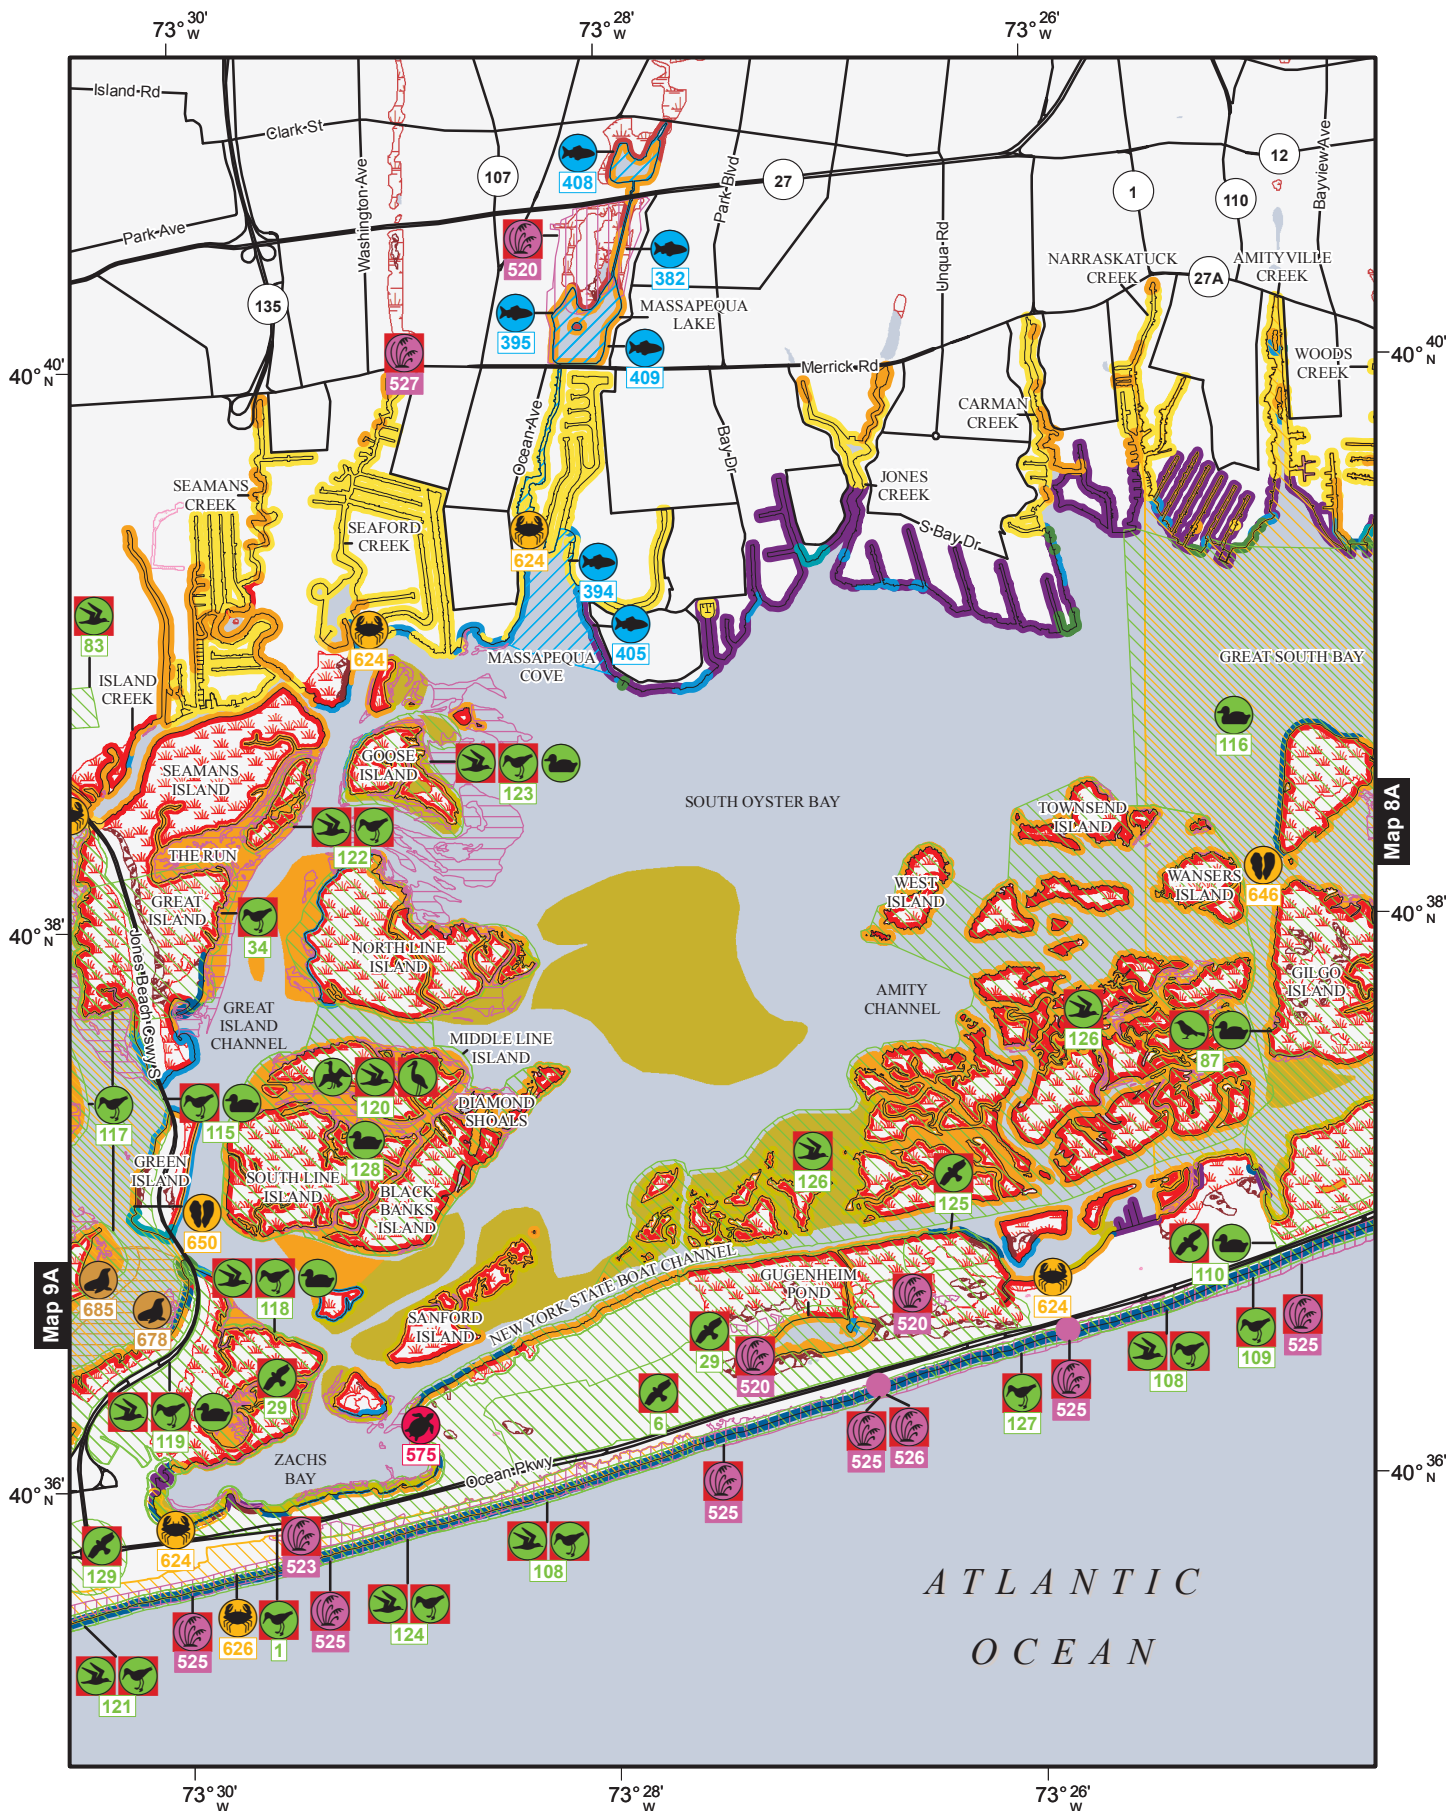 73° 30' W
73° 28' W
73° 26' W
Island Rd
Clark St
Washington Ave
107
408
Park Blvd
27
12
1
110
Bayview Ave
Park Ave
520
382
Unqua Rd
NARRASKATUCK
CREEK
AMITYVILLE
CREEK
27A
135
395
MASSAPEQUA
LAKE
409
40° 40' N
527
Merrick Rd
WOODS
CREEK
40° 40' N
CARMAN
CREEK
Ocean Ave
Bay Dr
SEAMANS
CREEK
JONES
CREEK
SEAFORD
CREEK
S Bay Dr
624
394
83
624
405
MASSAPEQUA
COVE
GREAT SOUTH BAY
ISLAND
CREEK
116
GOOSE
ISLAND
123
SEAMANS
ISLAND
SOUTH OYSTER BAY
TOWNSEND
ISLAND
Map 8A
122
THE RUN
WEST
ISLAND
WANSERS
ISLAND
646
GREAT
ISLAND
34
40° 38' N
40° 38' N
NORTH LINE
ISLAND
Jones Beach Cswy S
GILGO
ISLAND
AMITY
CHANNEL
GREAT
ISLAND
CHANNEL
126
87
MIDDLE LINE
ISLAND
120
DIAMOND
SHOALS
117
115
128
126
GREEN
ISLAND
SOUTH LINE
ISLAND
BLACK
BANKS
ISLAND
125
650
110
NEW YORK STATE BOAT CHANNEL
GUGENHEIM
POND
Map 9A
685
118
624
678
SANFORD
ISLAND
520
29
520
525
109
108
29
6
127
525
119
575
525
526
ZACHS
BAY
Ocean Pkwy
525
40° 36' N
40° 36' N
129
624
523
108
ATLANTIC
OCEAN
525
626
1
525
124
121
73° 30' W
73° 28' W
73° 26' W